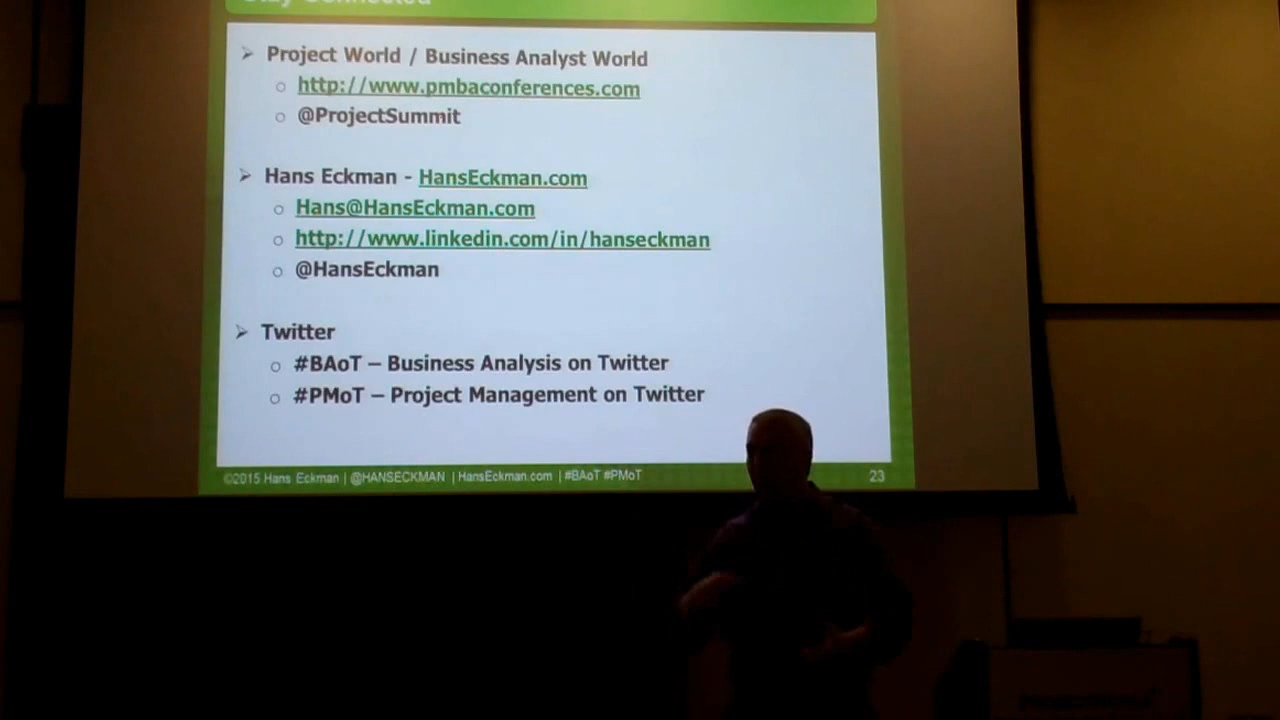 Stay Connected
Project World / Business Analyst World
http://www.pmbaconferences.com
@ProjectSummit
Hans Eckman - HansEckman.com
Hans@HansEckman.com
http://www.linkedin.com/in/hanseckman
@HansEckman
Twitter
#BAoT – Business Analysis on Twitter
#PMoT – Project Management on Twitter
©2015 Hans Eckman | @HANSECKMAN | HansEckman.com | #BAoT #PMoT
23